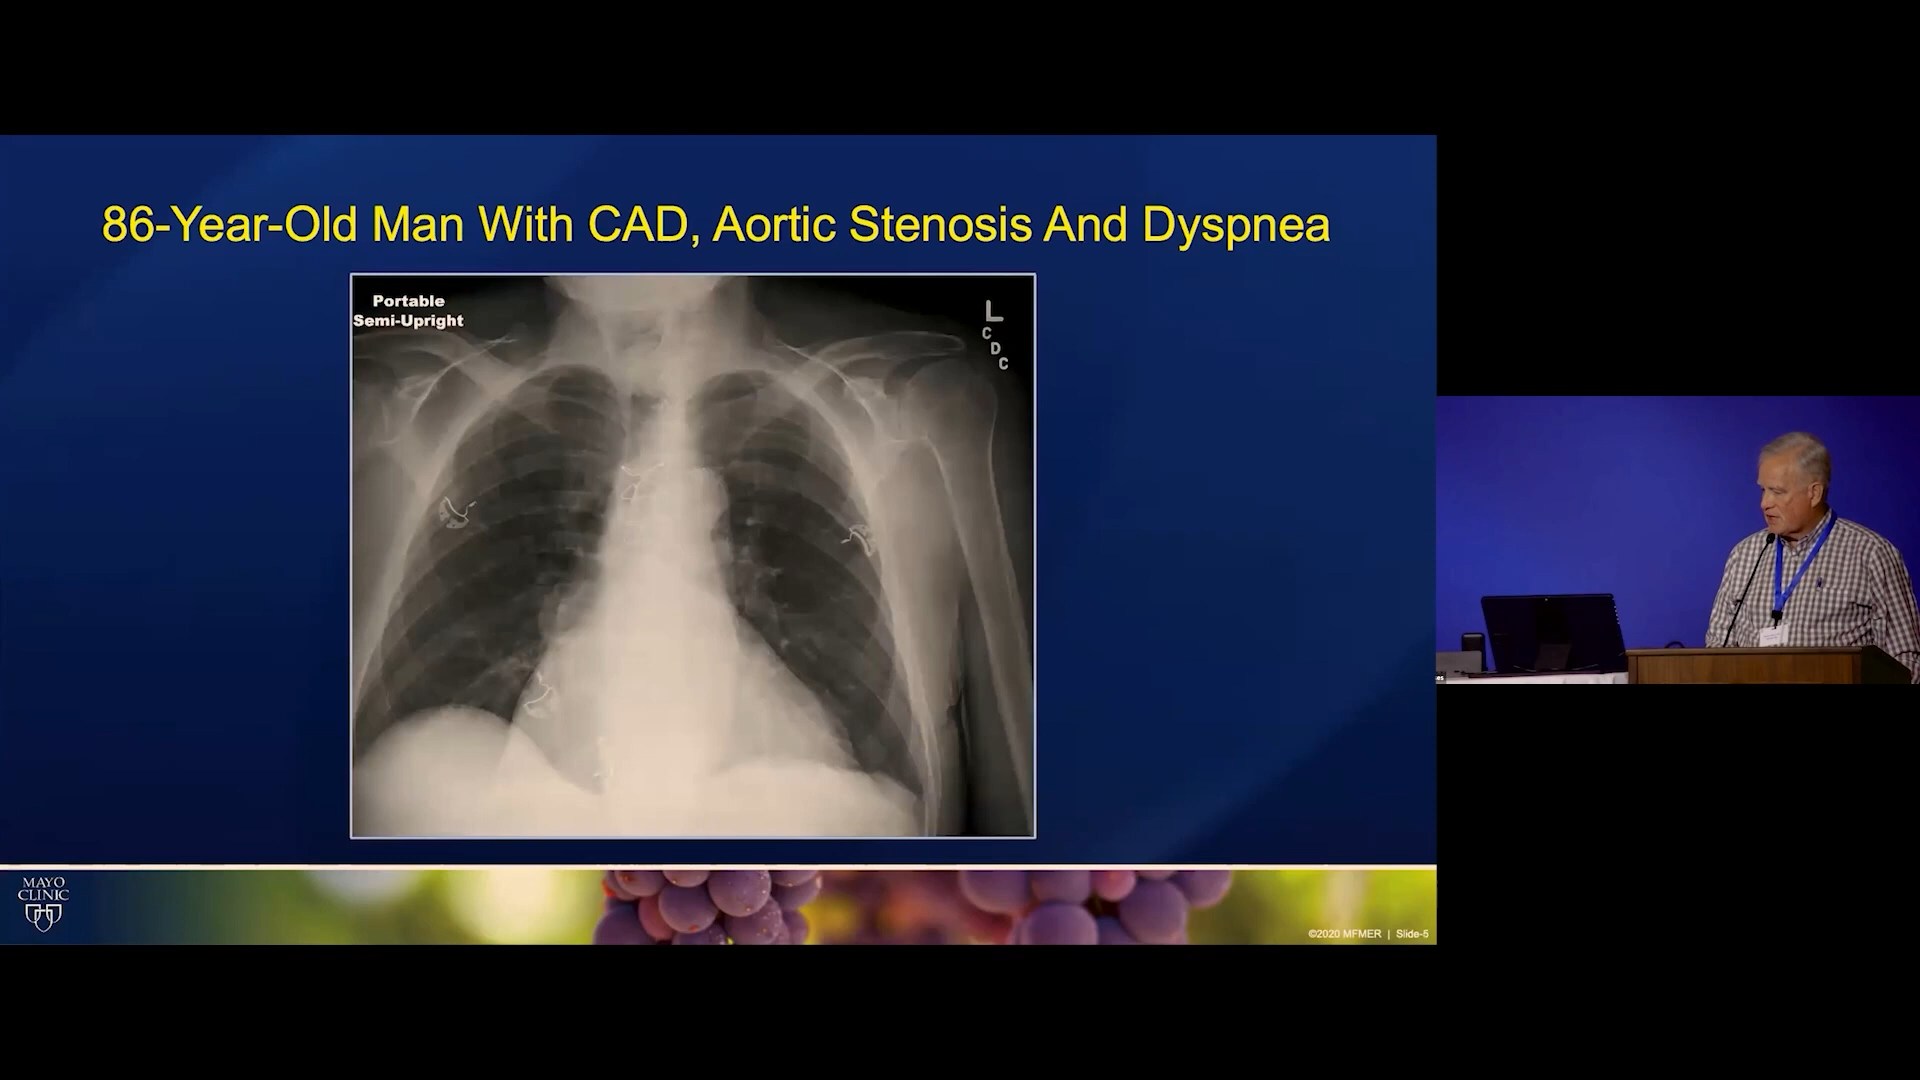 86-Year-Old Man With CAD, Aortic Stenosis And Dyspnea
Portable
Semi-Upright
L
C
D
C
MAYO
CLINIC
©2020 MFMER | Slide-5